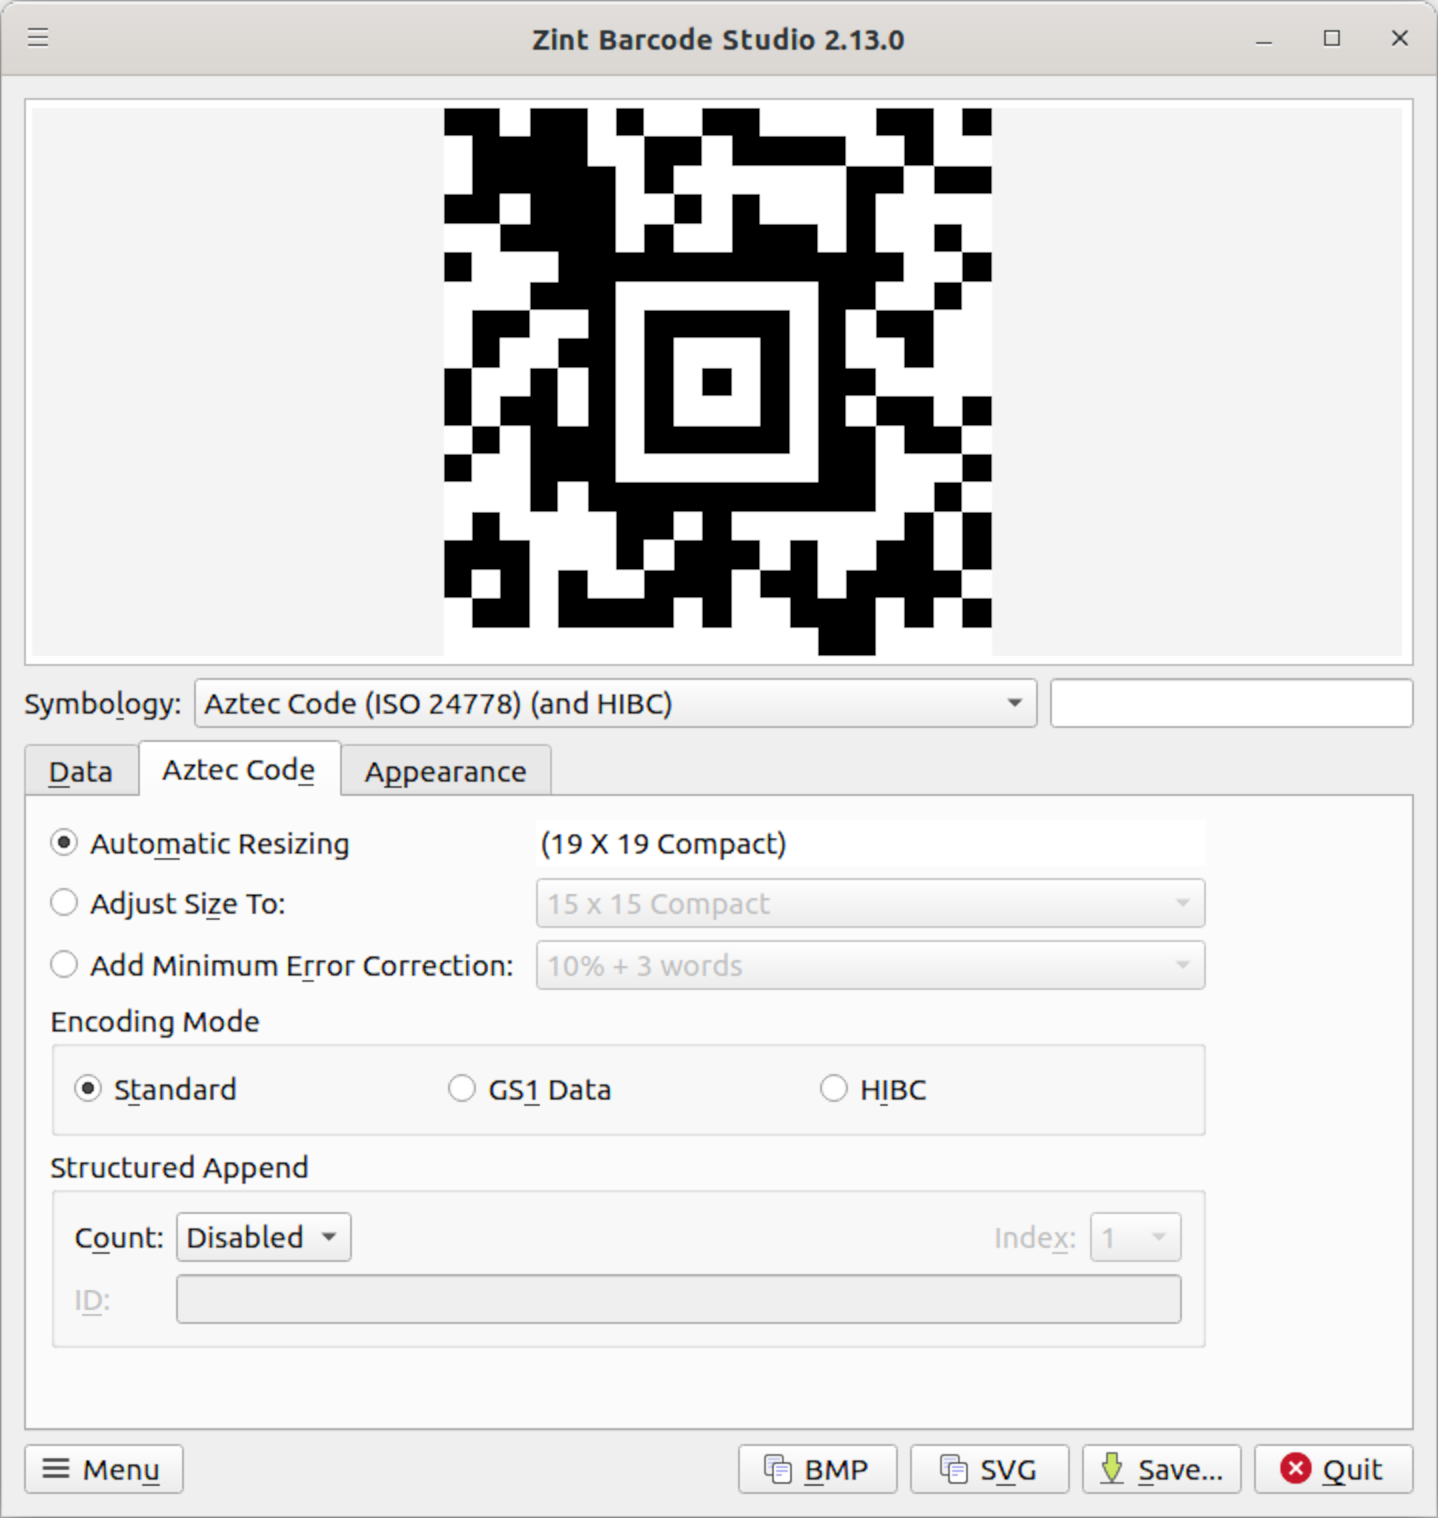 Zint Barcode Studio 2.13.0
Symbology: Aztec Code (ISO 24778) (and HIBC)
Data Aztec Code Appearance
Automatic Resizing (19 X 19 Compact)
Adjust Size To: 15 x 15 Compact
Add Minimum Error Correction: 10% + 3 words
Encoding Mode
Standard GS1 Data HIBC
Structured Append
Count: Disabled Index: 1
ID:
Menu BMP SVG Save... Quit